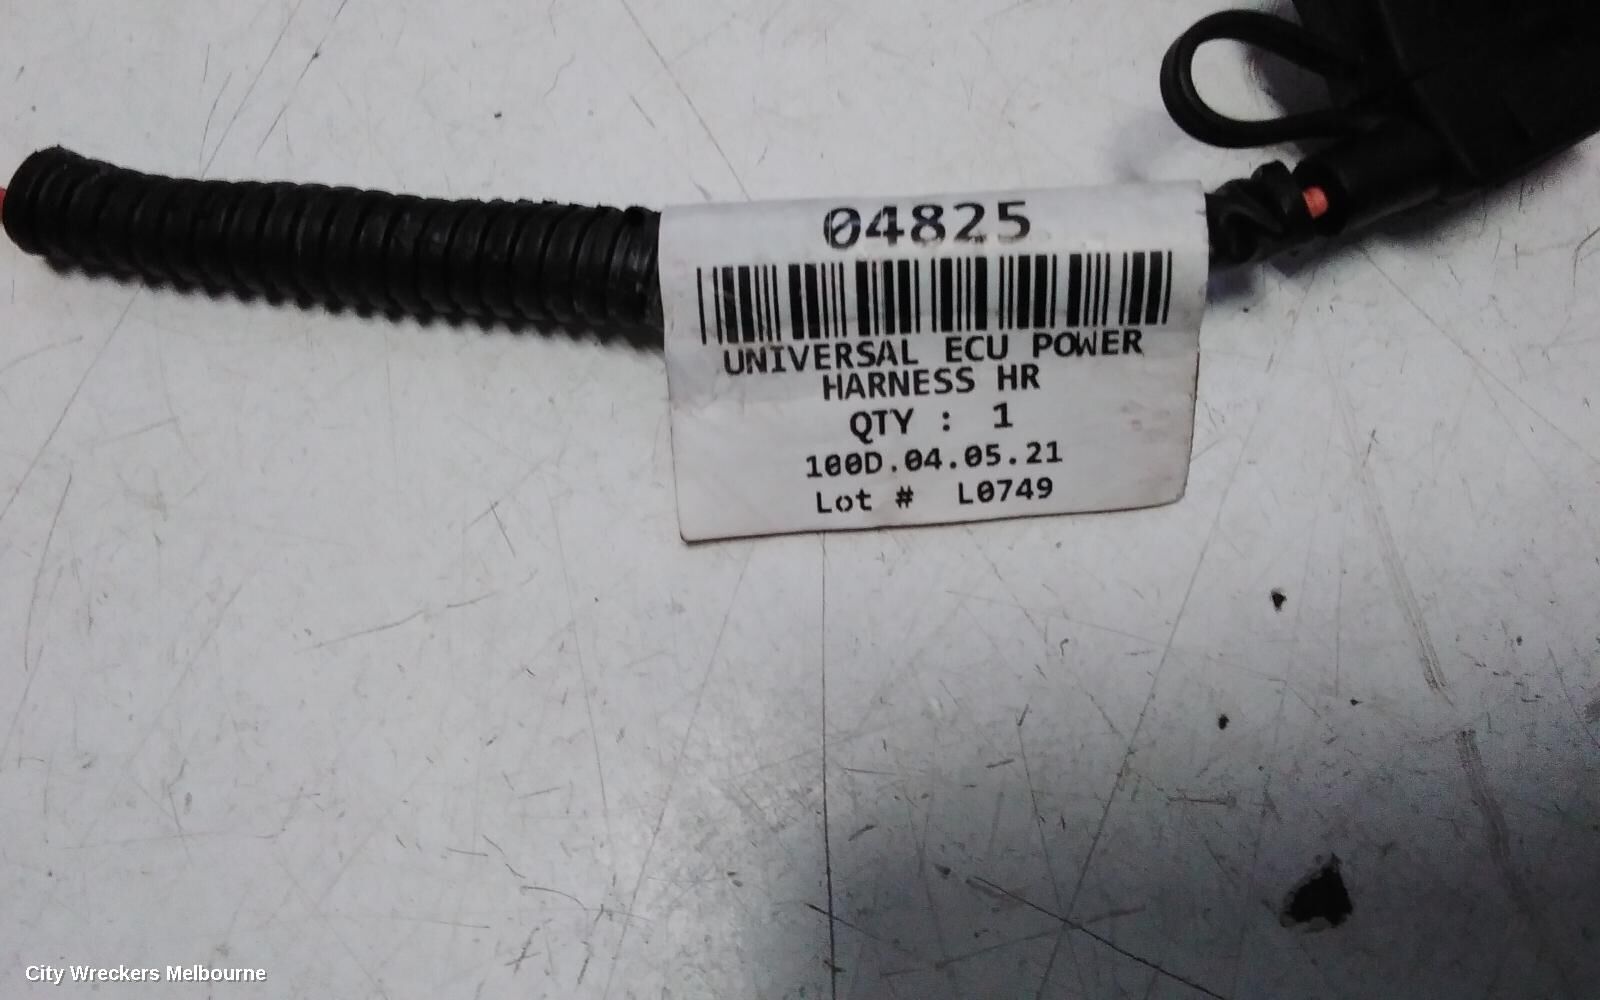 04825
UNIVERSAL ECU POWER
HARNESS HR
QTY : 1
100D.04.05.21
Lot # L0749
City Wreckers Melbourne